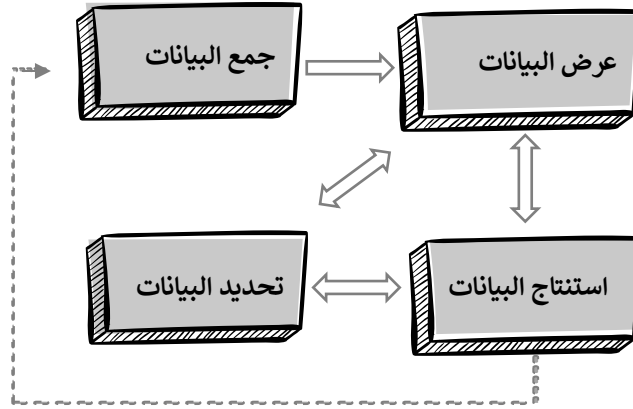 جمع البيانات
عرض البيانات
تحديد البيانات
استنتاج البيانات